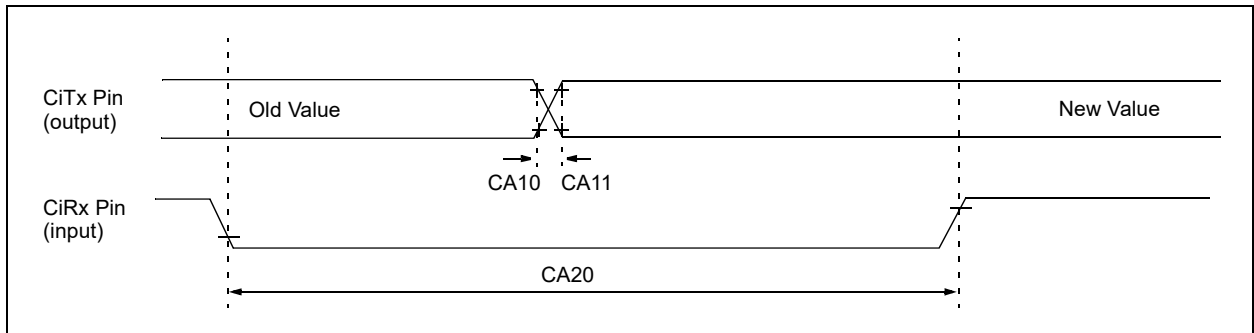 CiTx Pin
(output)
Old Value
New Value
CA10 CA11
CiRx Pin
(input)
CA20